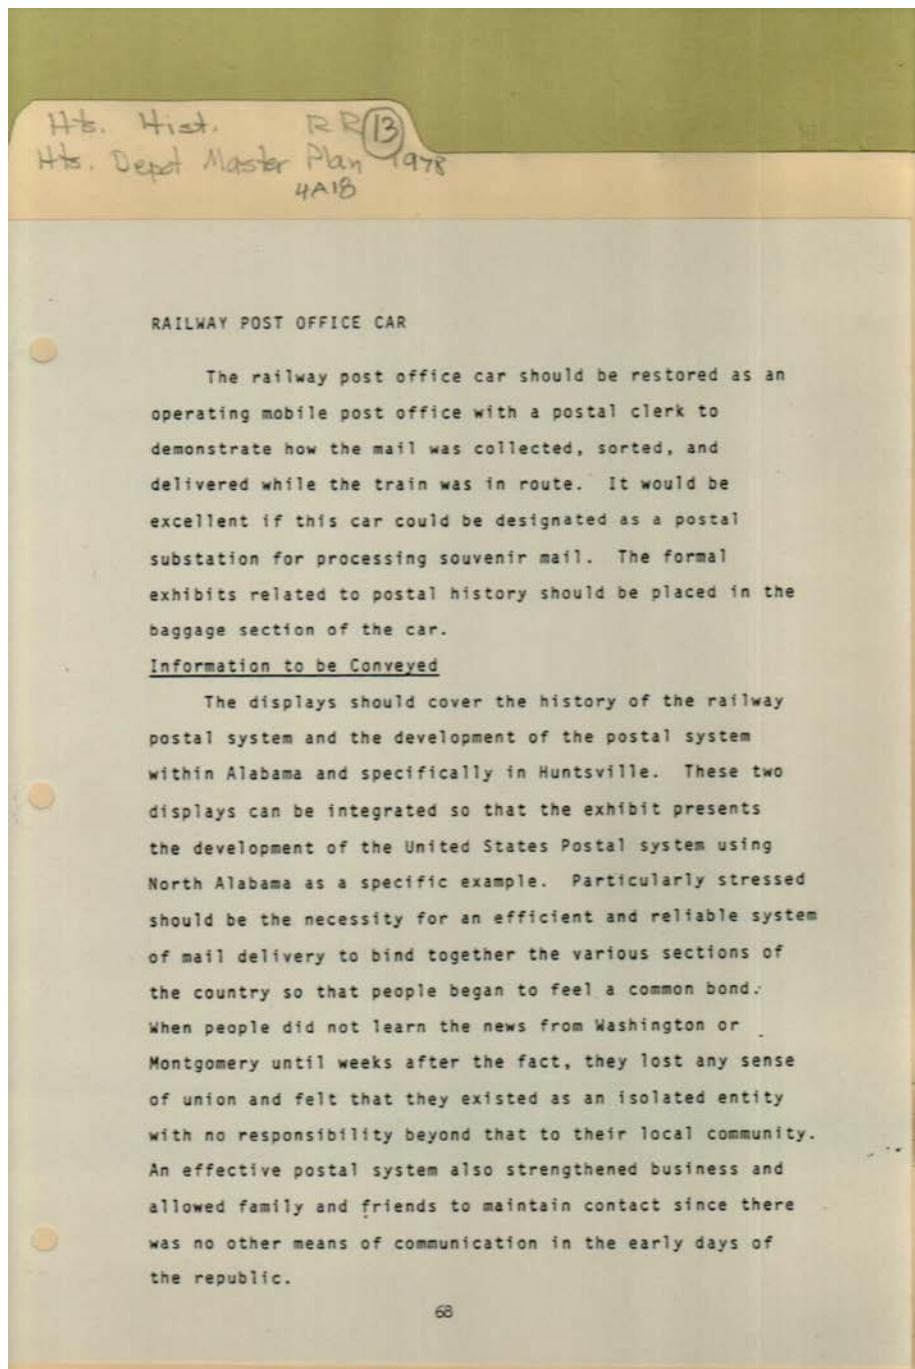 Hts. Hist. RR 13
Hts. Depot Master Plan 1978
4A18
RAILWAY POST OFFICE CAR
The railway post office car should be restored as an
operating mobile post office with a postal clerk to
demonstrate how the mail was collected, sorted, and
delivered while the train was in route. It would be
excellent if this car could be designated as a postal
substation for processing souvenir mail. The formal
exhibits related to postal history should be placed in the
baggage section of the car.
Information to be Conveyed
The displays should cover the history of the railway
postal system and the development of the postal system
within Alabama and specifically in Huntsville. These two
displays can be integrated so that the exhibit presents
the development of the United States Postal system using
North Alabama as a specific example. Particularly stressed
should be the necessity for an efficient and reliable system
of mail delivery to bind together the various sections of
the country so that people began to feel a common bond.
When people did not learn the news from Washington or
Montgomery until weeks after the fact, they lost any sense
of union and felt that they existed as an isolated entity
with no responsibility beyond that to their local community.
An effective postal system also strengthened business and
allowed family and friends to maintain contact since there
was no other means of communication in the early days of
the republic.
68